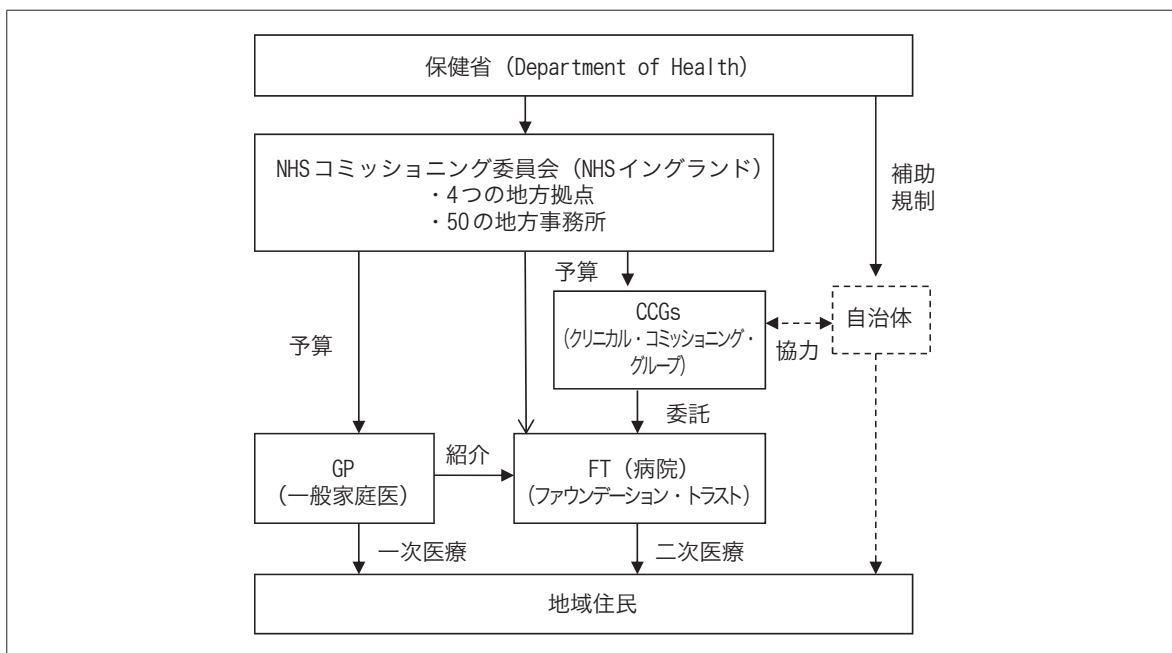 保健省（Department of Health）
NHSコミッショニング委員会（NHSイングランド）
・4つの地方拠点
・50の地方事務所
補助
規制
予算
CCGs
(クリニカル・コミッショニング・
グループ)
自治体
協力
予算
委託
GP
（一般家庭医）
紹介
FT（病院）
(ファウンデーション・トラスト)
一次医療
二次医療
地域住民